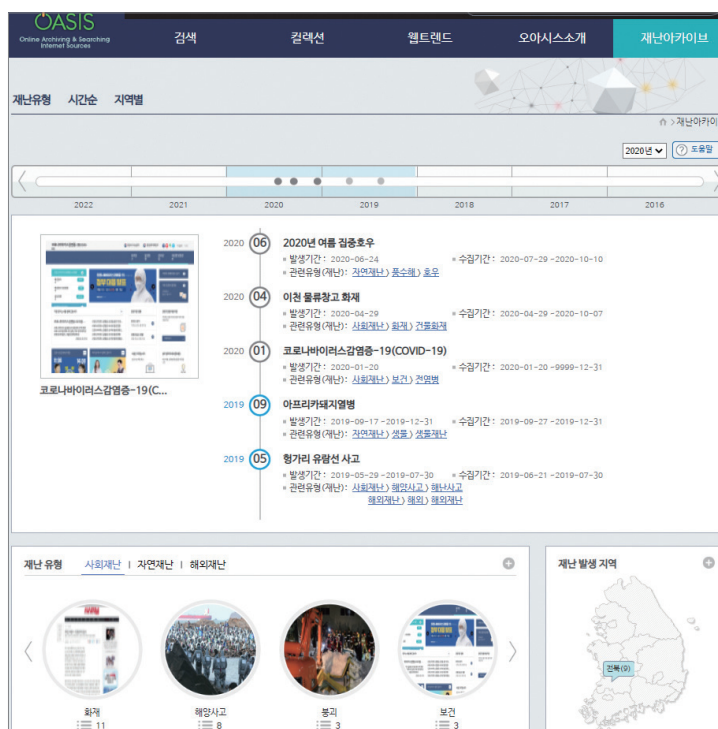 OASIS
Online Archiving & Searching
Internet Sources
검색 컬렉션 웹트렌드 오아시스소개 재난아카이브
재난유형 시간순 지역별
> 재난아카이
2020년 ? 도움말
2022 2021 2020 2019 2018 2017 2016
2020 06 2020년 여름 집중호우
발생기간 : 2020-06-24 수집기간 : 2020-07-29 ~2020-10-10
관련유형(재난): 자연재난 > 풍수해 > 호우
2020 04 이천 물류창고 화재
발생기간 : 2020-04-29 수집기간 : 2020-04-29 ~2020-10-07
관련유형(재난): 사회재난 > 화재 > 건물화재
2020 01 코로나바이러스감염증-19(COVID-19)
발생기간 : 2020-01-20 수집기간 : 2020-01-20 ~9999-12-31
관련유형(재난): 사회재난 > 보건 > 전염병
코로나바이러스감염증-19(C...
2019 09 아프리카돼지열병
발생기간 : 2019-09-17 ~2019-12-31 수집기간 : 2019-09-27 ~2019-12-31
관련유형(재난): 자연재난 > 생물 > 생물재난
2019 05 헝가리 유람선 사고
발생기간 : 2019-05-29 ~2019-07-30 수집기간 : 2019-06-21 ~2019-07-30
관련유형(재난): 사회재난 > 해양사고 > 해난사고
해외재난 > 해외 > 해외재난
재난 유형 사회재난 | 자연재난 | 해외재난
재난 발생 지역
전북(9)
화재 해양사고 붕괴 보건
11 8 3 3